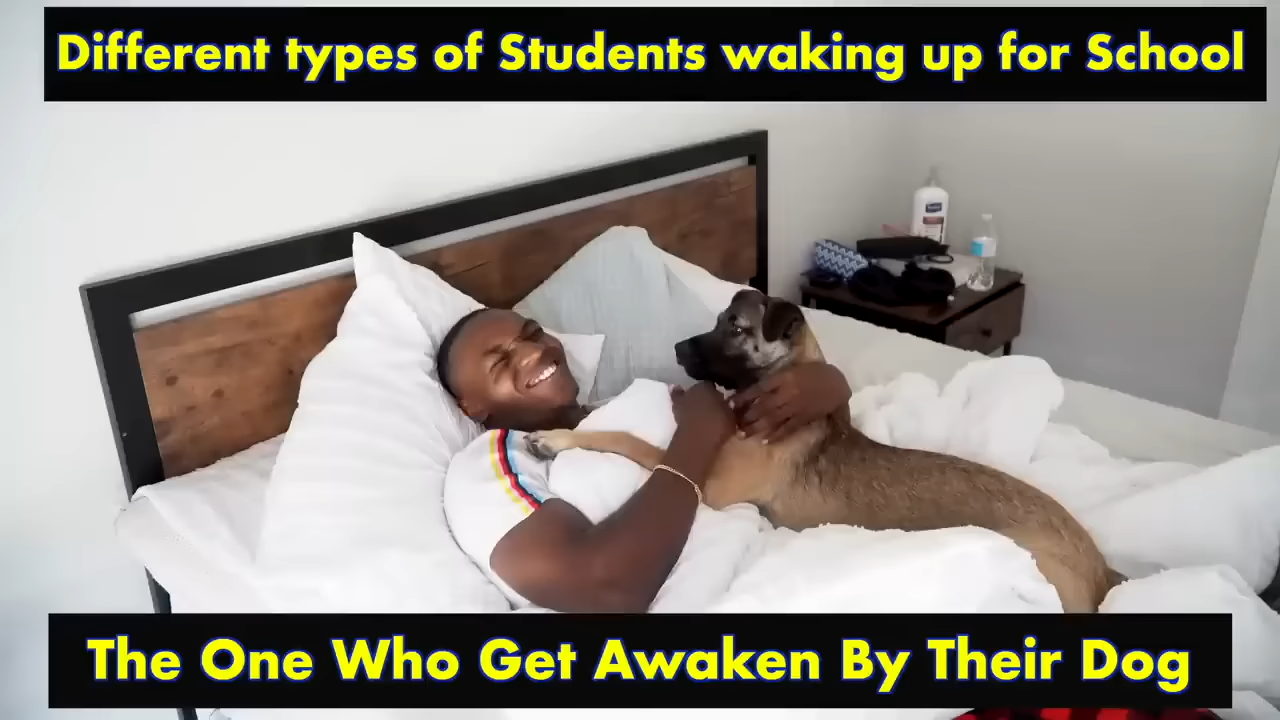 Different types of Students waking up for School
The One Who Get Awaken By Their Dog